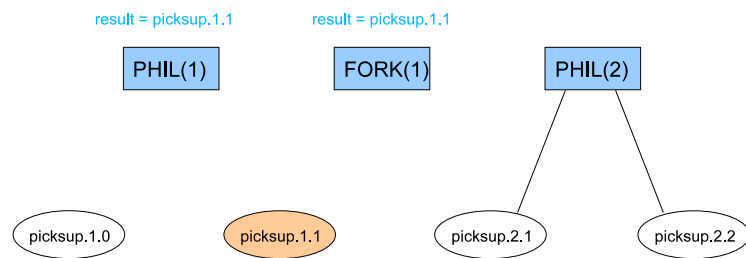 result = picksup.1.1
result = picksup.1.1
PHIL(1)
FORK(1)
PHIL(2)
picksup.1.0
picksup.1.1
picksup.2.1
picksup.2.2